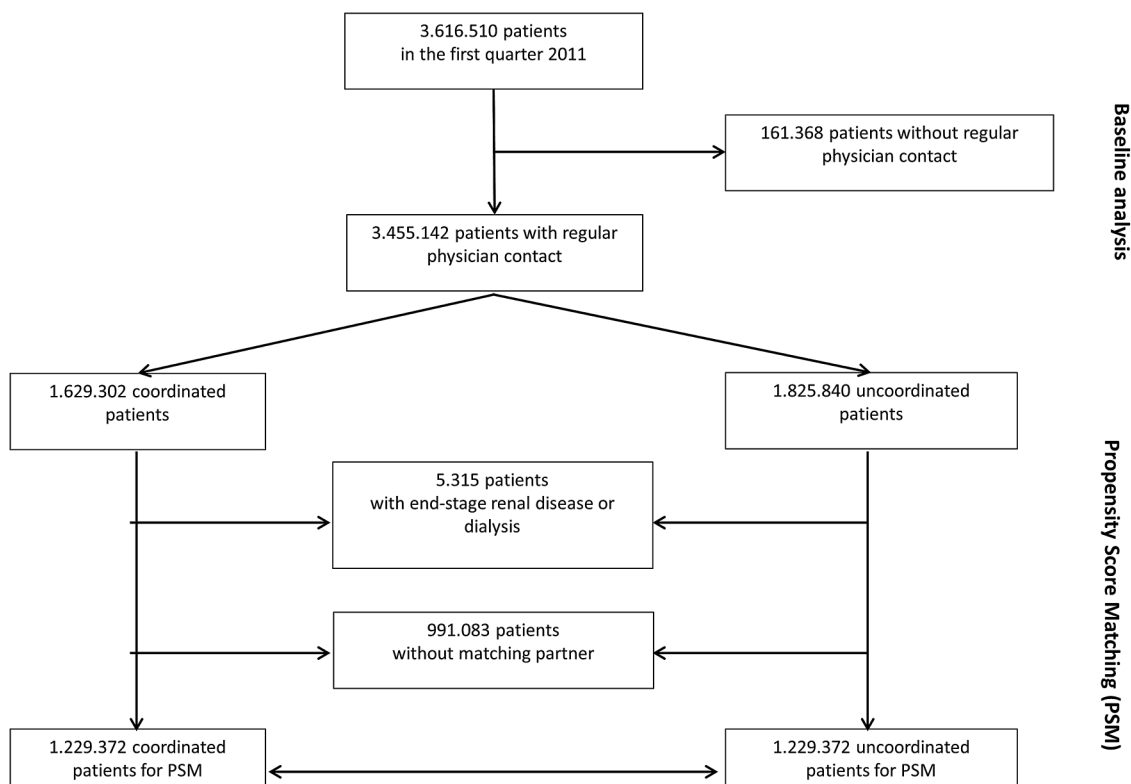 3.616.510 patients
in the first quarter 2011
161.368 patients without regular
physician contact
Baseline analysis
3.455.142 patients with regular
physician contact
1.629.302 coordinated
patients
1.825.840 uncoordinated
patients
5.315 patients
with end-stage renal disease or
dialysis
Propensity Score Matching (PSM)
991.083 patients
without matching partner
1.229.372 coordinated
patients for PSM
1.229.372 uncoordinated
patients for PSM